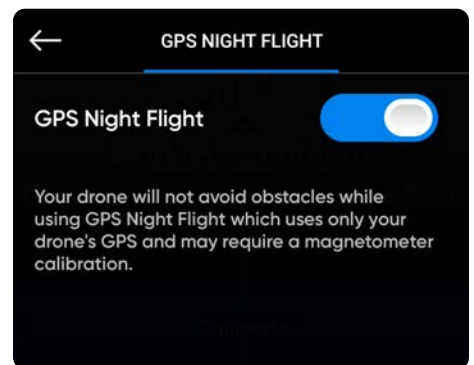 GPS NIGHT FLIGHT
GPS Night Flight
Your drone will not avoid obstacles while
using GPS Night Flight which uses only your
drone's GPS and may require a magnetometer
calibration.